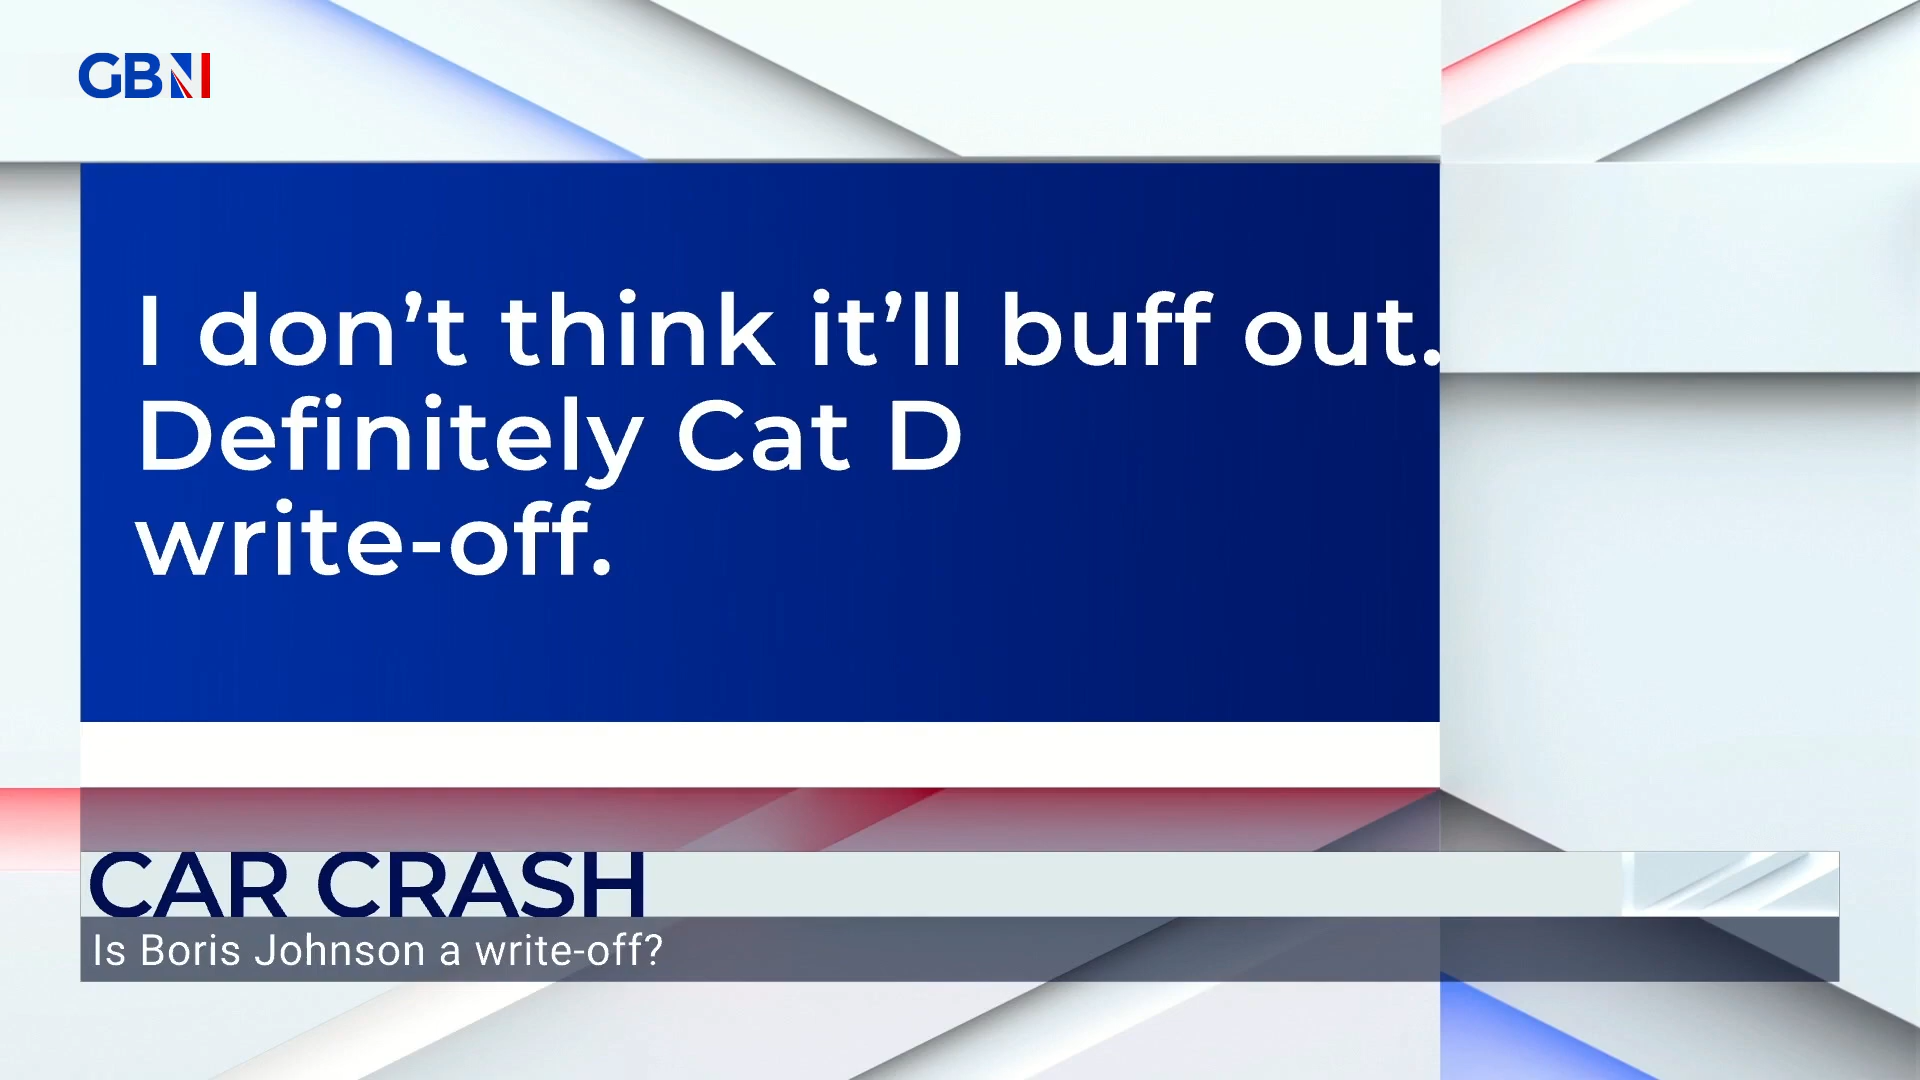 GBN
I don’t think it’ll buff out.
Definitely Cat D
write-off.
CAR CRASH
Is Boris Johnson a write-off?